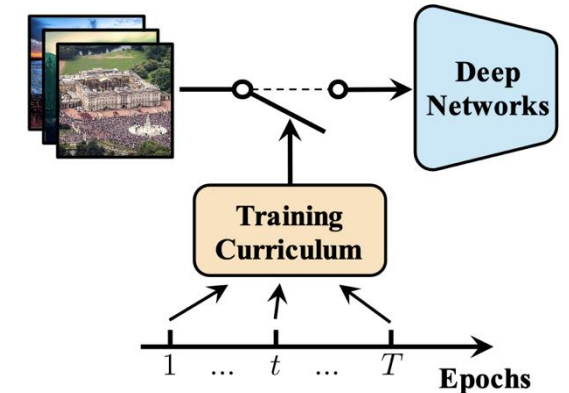 Deep
Networks
Training
Curriculum
1 ... t ... T
Epochs